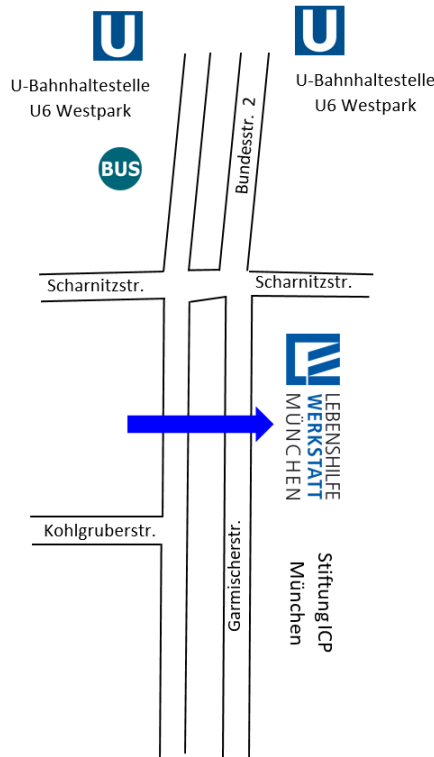 U
U
U-Bahnhaltestelle
U6 Westpark
U-Bahnhaltestelle
U6 Westpark
BUS
Bundesstr. 2
Scharnitzstr.
Scharnitzstr.
LEBENSHILFE
WERKSTATT
MÜNCHEN
Kohlgruberstr.
Garmischerstr.
Stiftung ICP
München